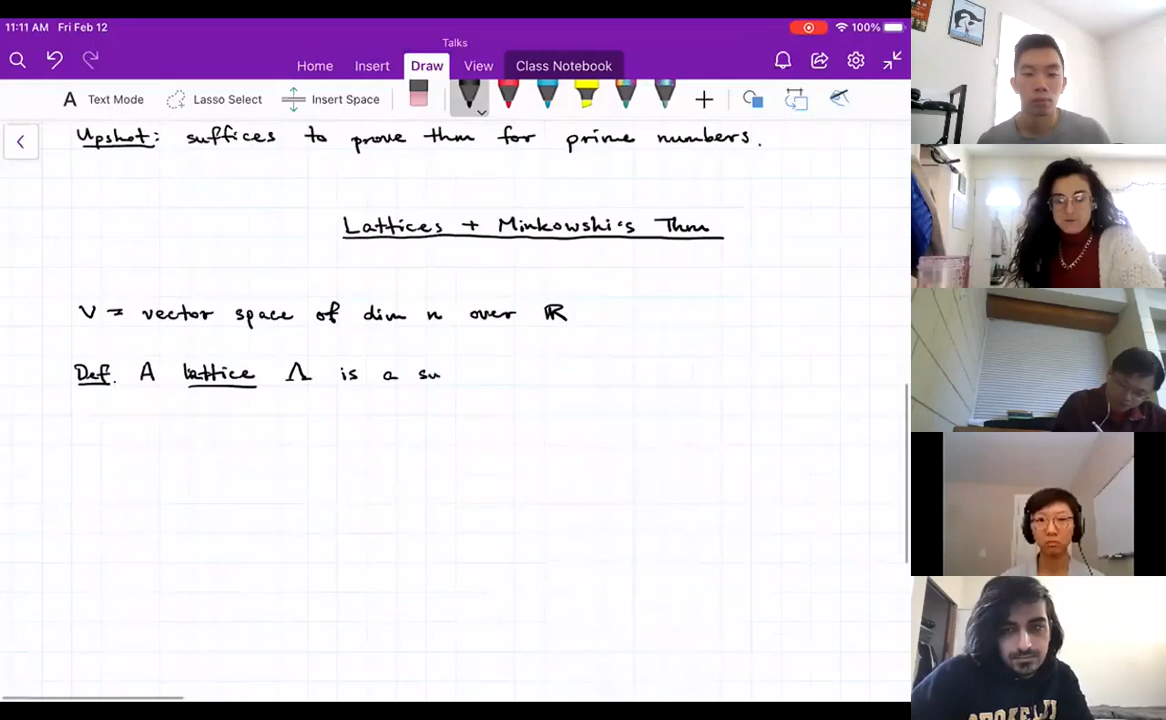 11:11 AM Fri Feb 12
100%
Talks
Home Insert Draw View Class Notebook
Text Mode Lasso Select Insert Space
Upshot: suffices to prove thm for prime numbers.
Lattices + Minkowski's Thm
V = vector space of dim n over ℝ
Def. A lattice Λ is a su